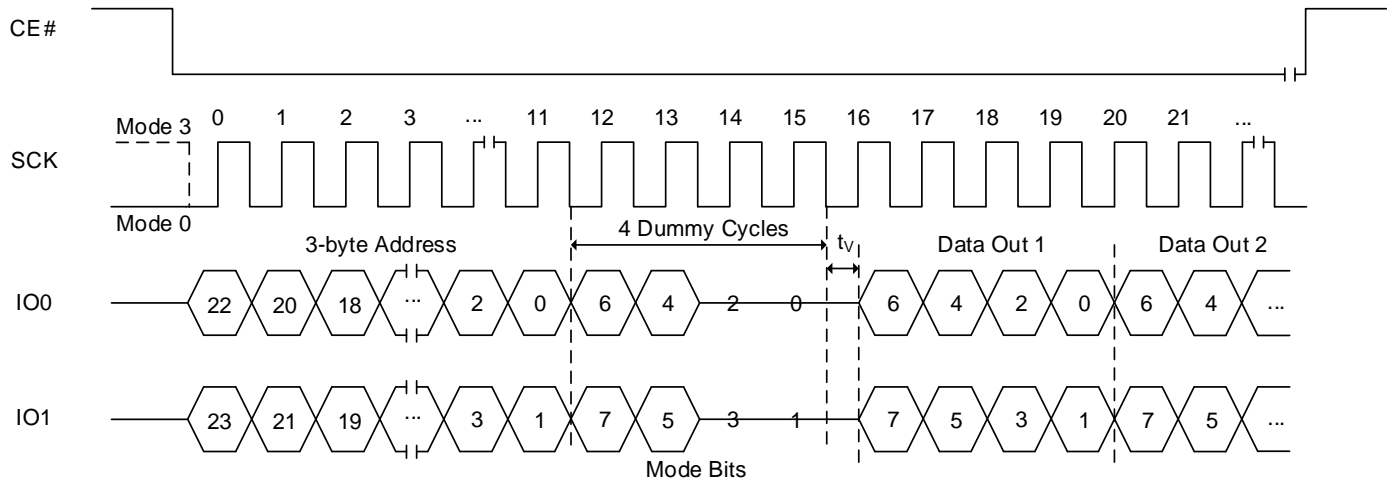 CE#
0 1 2 3 ... 11 12 13 14 15 16 17 18 19 20 21 ...
Mode 3
SCK
Mode 0
3-byte Address 4 Dummy Cycles tV Data Out 1 Data Out 2
IO0 22 20 18 ... 2 0 6 4 2 0 6 4 2 0 6 4 ...
IO1 23 21 19 ... 3 1 7 5 3 1 7 5 3 1 7 5 ...
Mode Bits